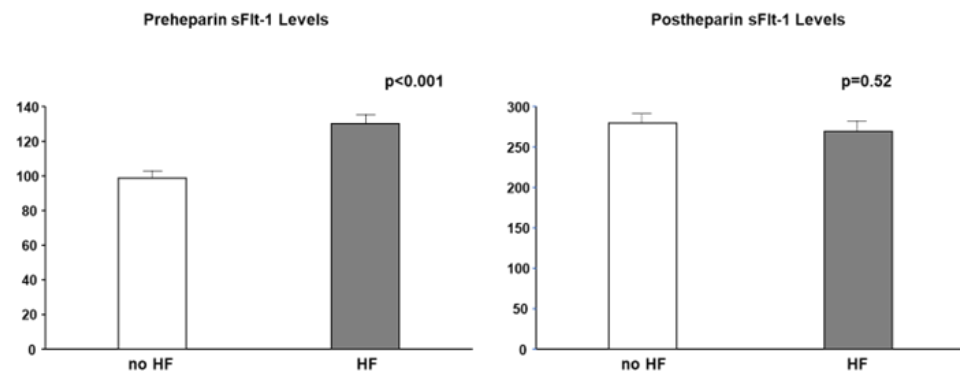 Preheparin sFlt-1 Levels
p<0.001
140
120
100
80
60
40
20
0
no HF
HF
Postheparin sFlt-1 Levels
p=0.52
300
250
200
150
100
50
0
no HF
HF